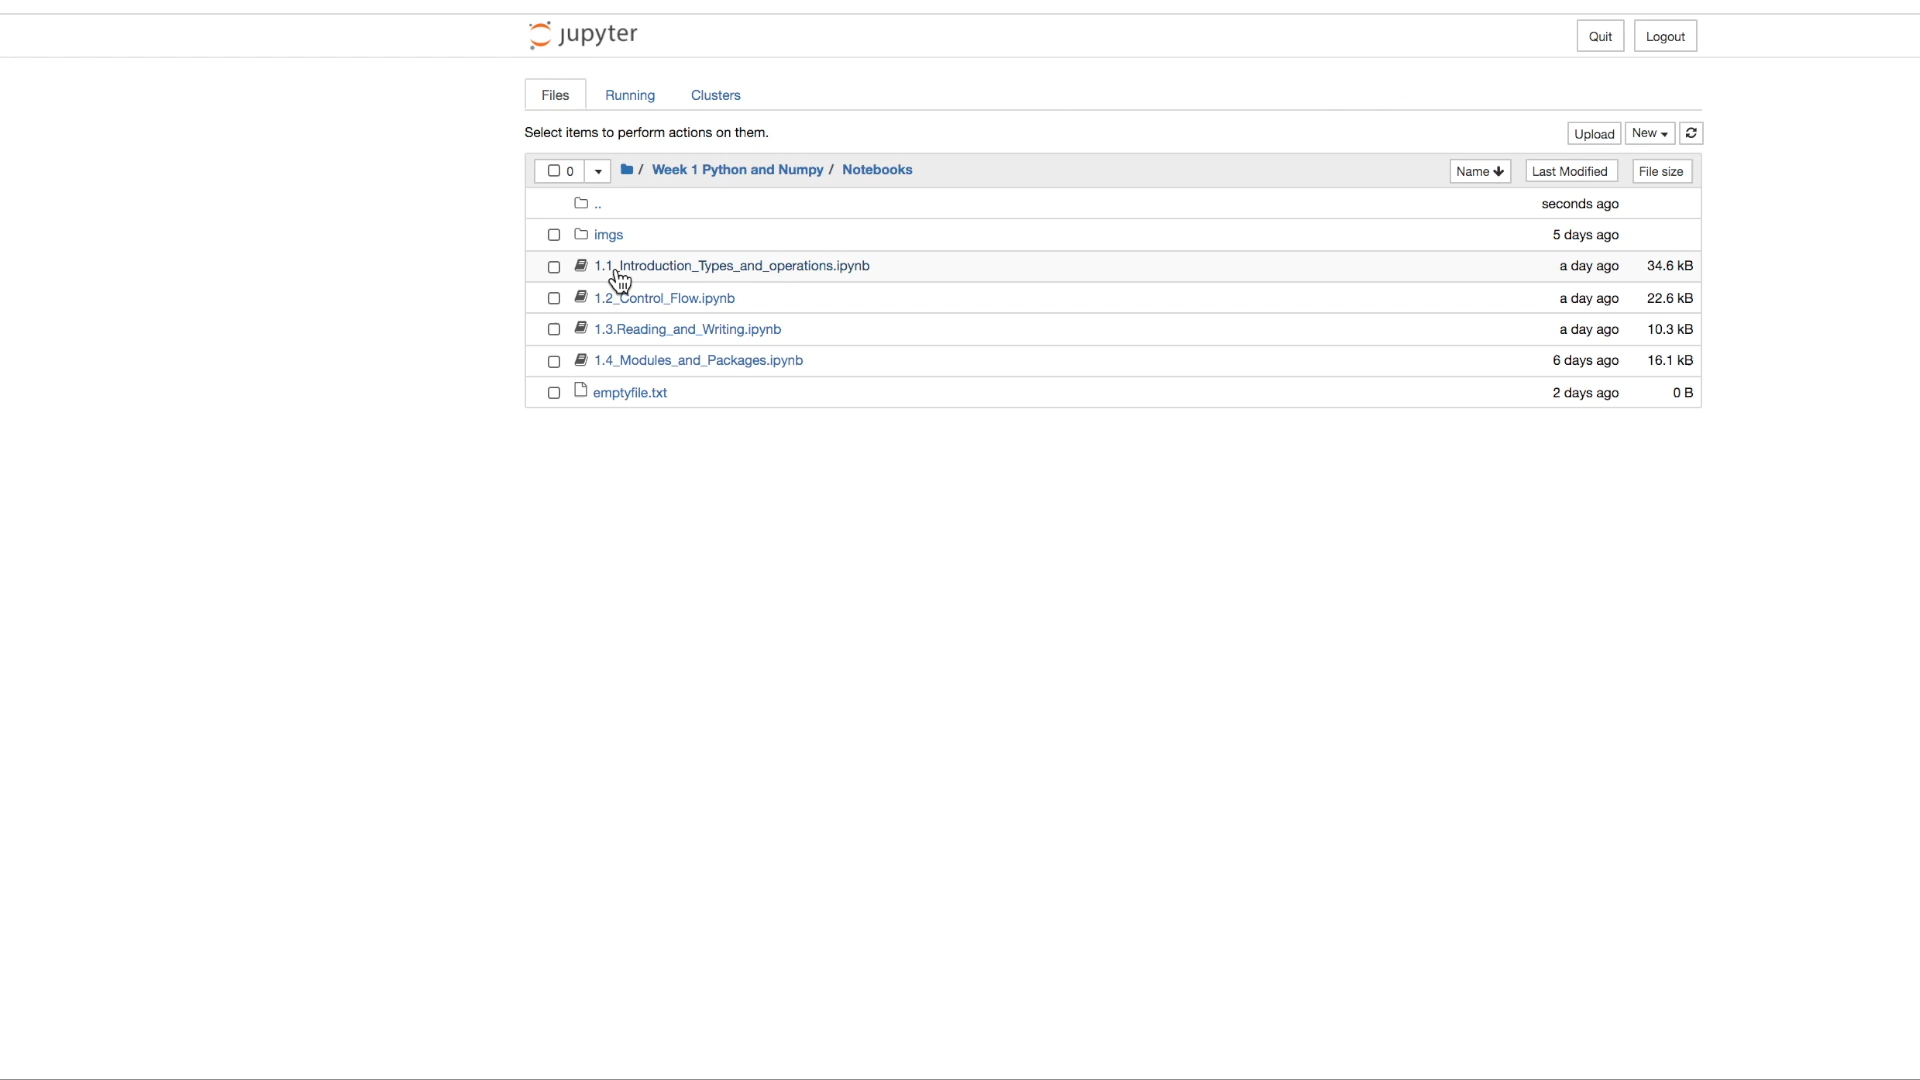 jupyter
Quit Logout
Files Running Clusters
Select items to perform actions on them.
Upload New
0 / Week 1 Python and Numpy / Notebooks Name Last Modified File size
.. seconds ago
imgs 5 days ago
1.1_Introduction_Types_and_operations.ipynb a day ago 34.6 kB
1.2_Control_Flow.ipynb a day ago 22.6 kB
1.3.Reading_and_Writing.ipynb a day ago 10.3 kB
1.4_Modules_and_Packages.ipynb 6 days ago 16.1 kB
emptyfile.txt 2 days ago 0 B